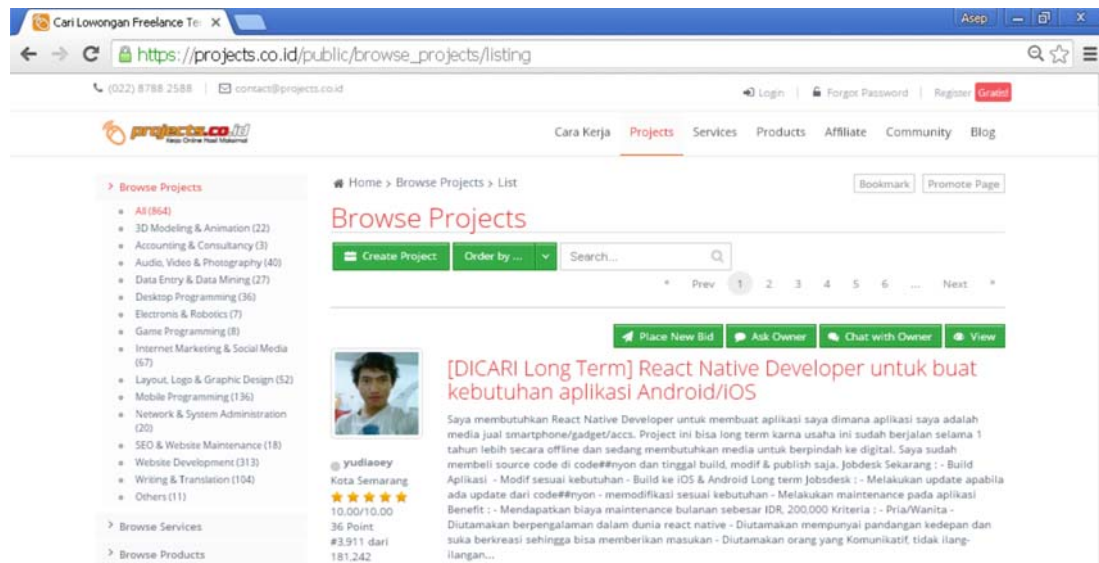 Cari Lowongan Freelance Te
Asep
https://projects.co.id/public/browse_projects/listing
(022) 8788 2588 | contact@projects.co.id
Login | Forgot Password | Register Gratis!
projects.co.id
Cara Kerja Projects Services Products Affiliate Community Blog
Browse Projects
All (864)
3D Modeling & Animation (22)
Accounting & Consultancy (3)
Audio, Video & Photography (40)
Data Entry & Data Mining (27)
Desktop Programming (36)
Electronis & Robotics (7)
Game Programming (8)
Internet Marketing & Social Media
(67)
Layout, Logo & Graphic Design (52)
Mobile Programming (136)
Network & System Administration
(20)
SEO & Website Maintenance (18)
Website Development (313)
Writing & Translation (104)
Others (11)
Browse Services
Browse Products
Home > Browse Projects > List
Bookmark Promote Page
Browse Projects
Create Project Order by ... Search...
« Prev 1 2 3 4 5 6 ... Next »
Place New Bid Ask Owner Chat with Owner View
[DICARI Long Term] React Native Developer untuk buat
kebutuhan aplikasi Android/iOS
Saya membutuhkan React Native Developer untuk membuat aplikasi saya dimana aplikasi saya adalah
media jual smartphone/gadget/accs. Project ini bisa long term karna usaha ini sudah berjalan selama 1
tahun lebih secara offline dan sedang membutuhkan media untuk berpindah ke digital. Saya sudah
membeli source code di code##nyon dan tinggal build, modif & publish saja. Jobdesk Sekarang : - Build
Aplikasi - Modif sesuai kebutuhan - Build ke iOS & Android Long term Jobsdesk : - Melakukan update apabila
ada update dari code##nyon - memodifikasi sesuai kebutuhan - Melakukan maintenance pada aplikasi
Benefit : - Mendapatkan biaya maintenance bulanan sebesar IDR, 200,000 Kriteria : - Pria/Wanita -
Diutamakan berpengalaman dalam dunia react native - Diutamakan mempunyai pandangan kedepan dan
suka berkreasi sehingga bisa memberikan masukan - Diutamakan orang yang Komunikatif, tidak ilang-
ilangan...
yudiaoey
Kota Semarang
10.00/10.00
36 Point
#3,911 dari
181,242